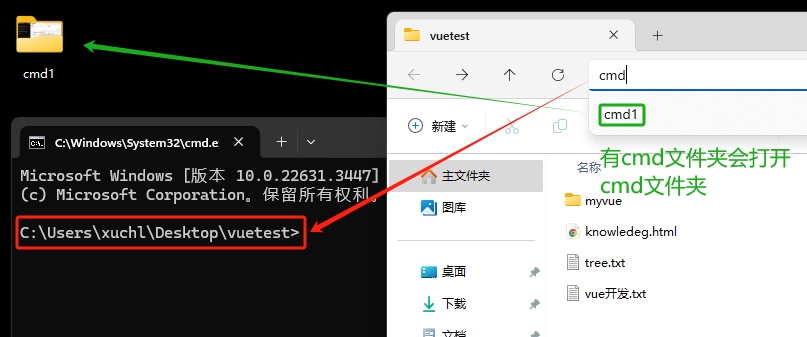 cmd1
vuetest
cmd
cmd1
新建
有cmd文件夹会打开
cmd文件夹
C:\Windows\System32\cmd.e
Microsoft Windows [版本 10.0.22631.3447]
(c) Microsoft Corporation。保留所有权利。
C:\Users\xuchl\Desktop\vuetest>
主文件夹
图库
桌面
下载
文档
名称
myvue
knowledeg.html
tree.txt
vue开发.txt